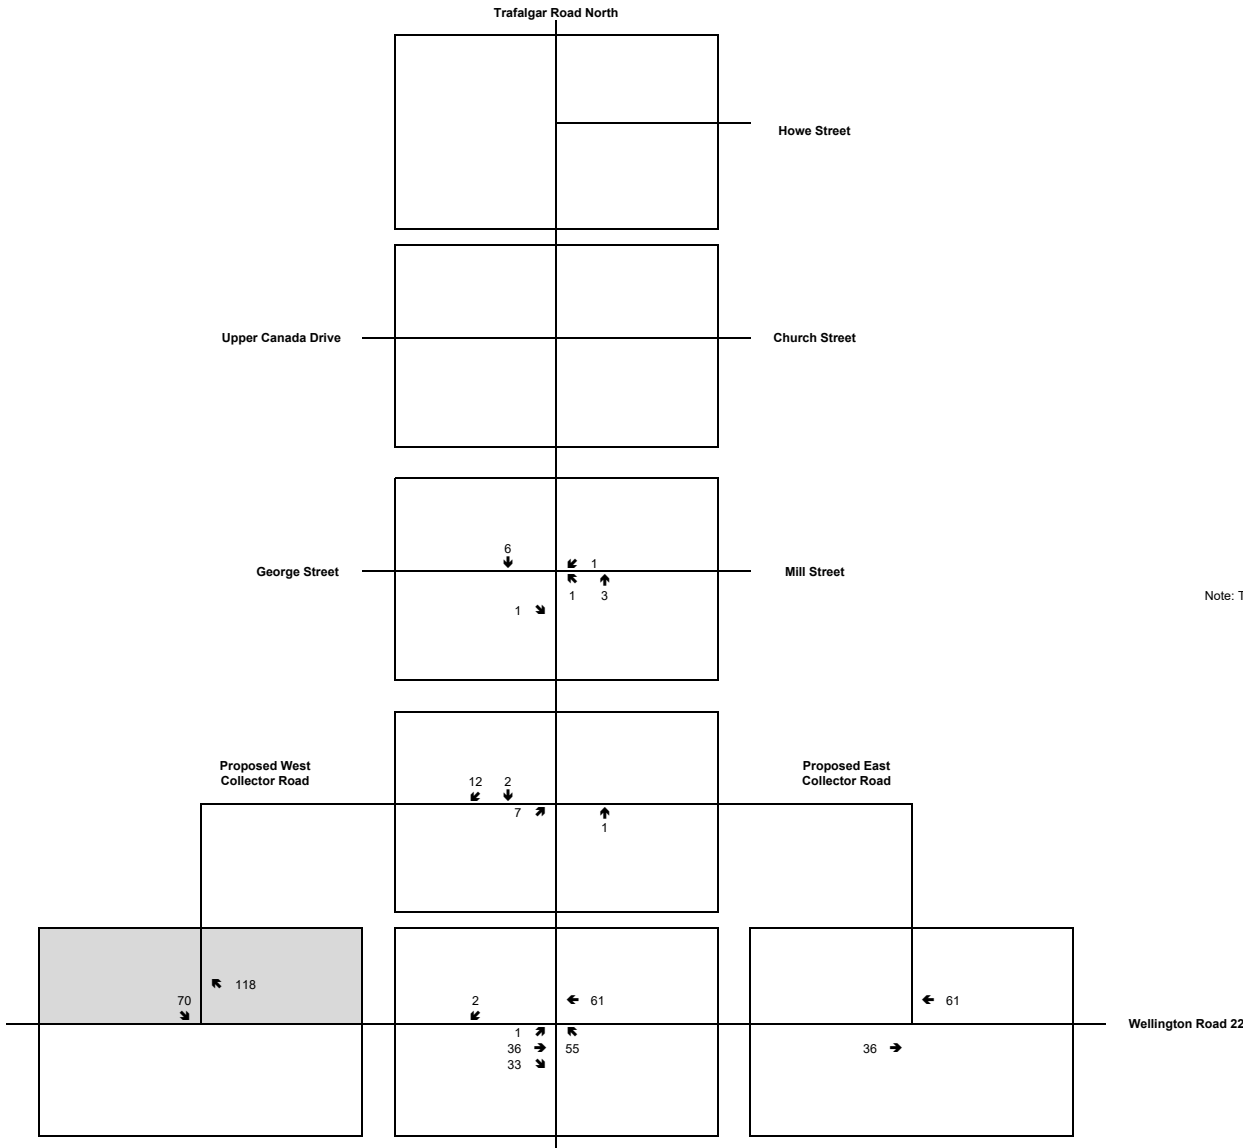 Trafalgar Road North
Howe Street
Upper Canada Drive
Church Street
6
1
George Street
Mill Street
1 3
1
Note: T
Proposed West
Collector Road
Proposed East
Collector Road
12 2
7
1
118
70
2
61
61
Wellington Road 22
1
36
55
33
36